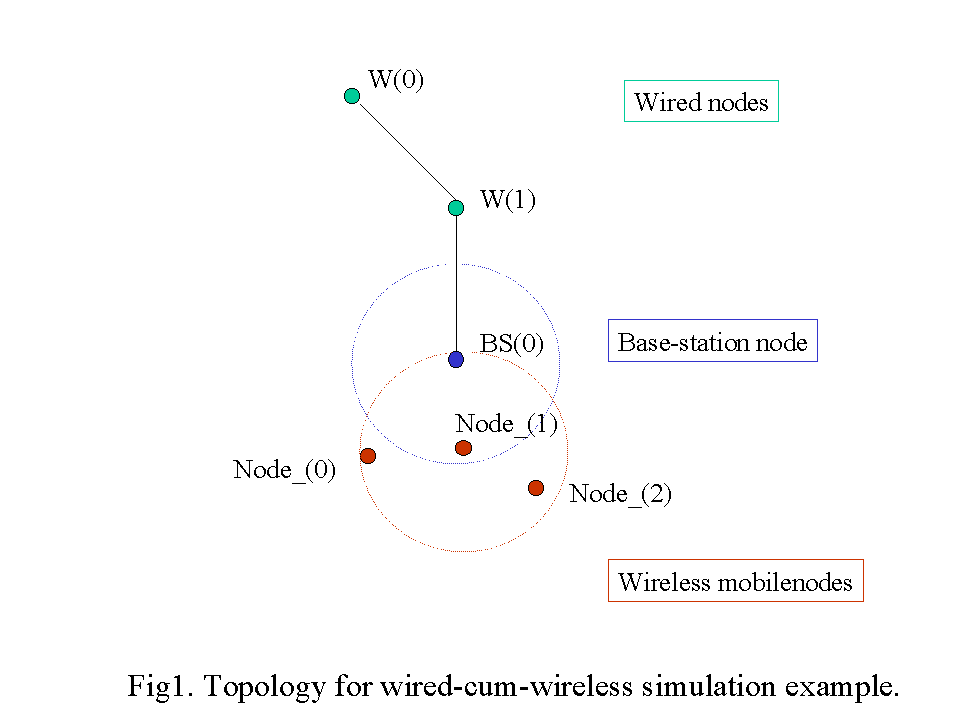 W(0)
Wired nodes
W(1)
BS(0)
Base-station node
Node_(1)
Node_(0)
Node_(2)
Wireless mobilenodes
Fig1. Topology for wired-cum-wireless simulation example.